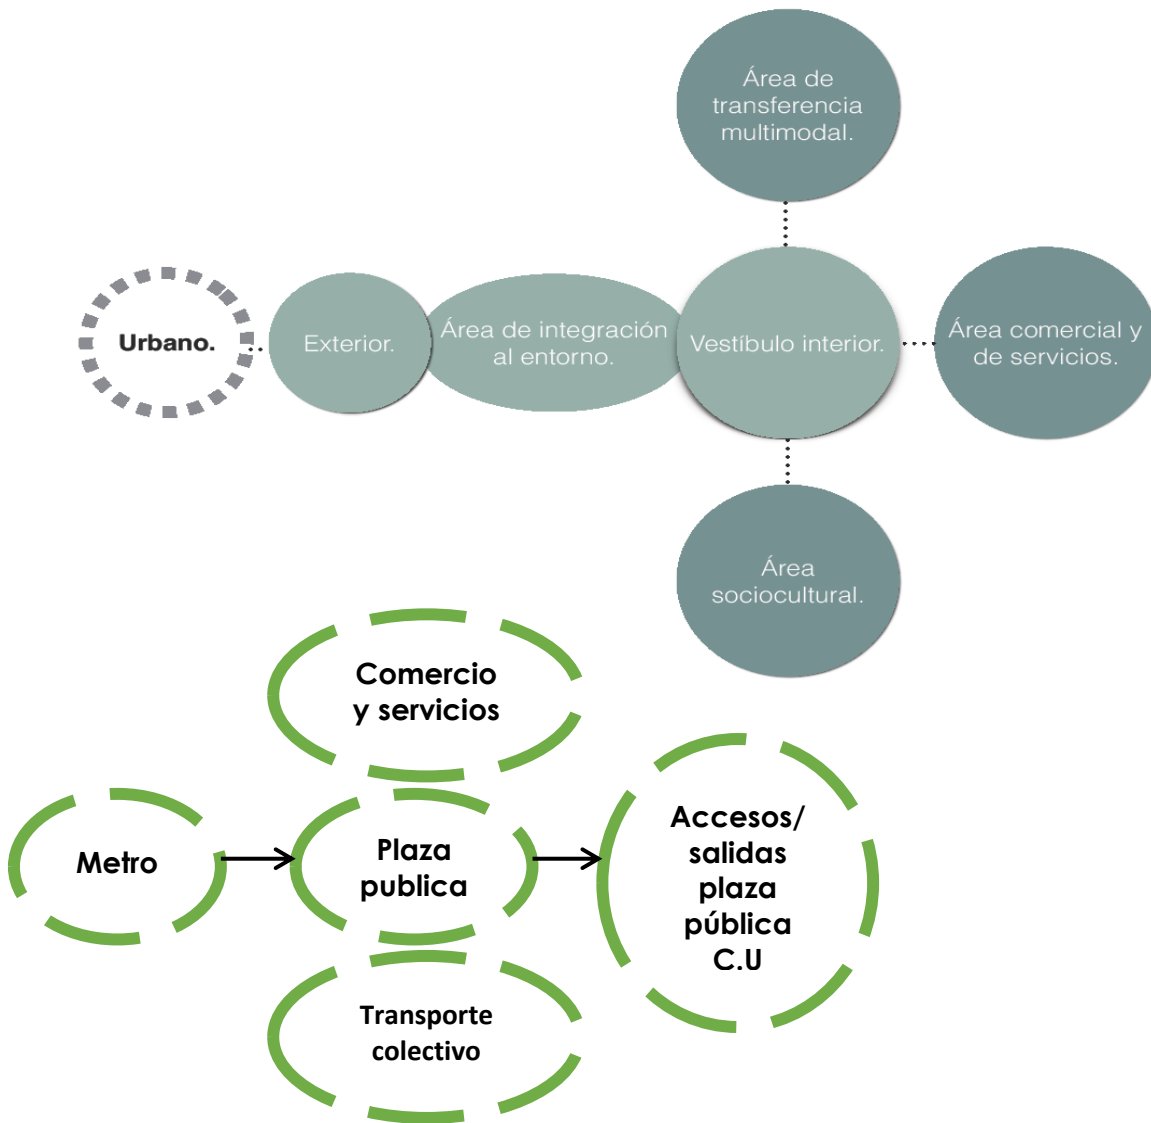 Área de
transferencia
multimodal.
Urbano.
Exterior.
Área de integración
al entorno.
Vestíbulo interior.
Área comercial y
de servicios.
Área
sociocultural.
Comercio
y servicios
Metro
Plaza
publica
Accesos/
salidas
plaza
pública
C.U
Transporte
colectivo